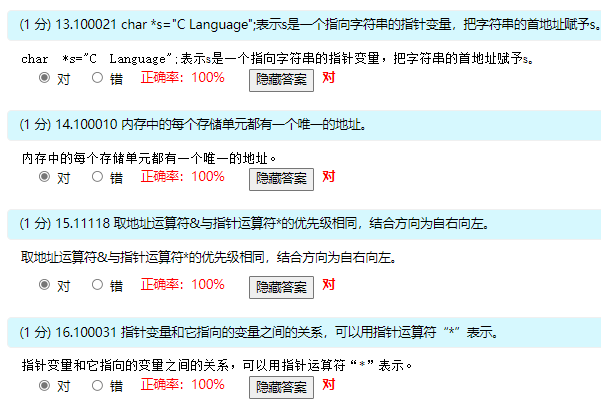 (1 分) 13.100021 char *s="C Language";表示s是一个指向字符串的指针变量，把字符串的首地址赋予s。
char *s="C Language";表示s是一个指向字符串的指针变量，把字符串的首地址赋予s。
对 错 正确率：100% 隐藏答案 对
(1 分) 14.100010 内存中的每个存储单元都有一个唯一的地址。
内存中的每个存储单元都有一个唯一的地址。
对 错 正确率：100% 隐藏答案 对
(1 分) 15.11118 取地址运算符&与指针运算符*的优先级相同，结合方向为自右向左。
取地址运算符&与指针运算符*的优先级相同，结合方向为自右向左。
对 错 正确率：100% 隐藏答案 对
(1 分) 16.100031 指针变量和它指向的变量之间的关系，可以用指针运算符“*”表示。
指针变量和它指向的变量之间的关系，可以用指针运算符“*”表示。
对 错 正确率：100% 隐藏答案 对